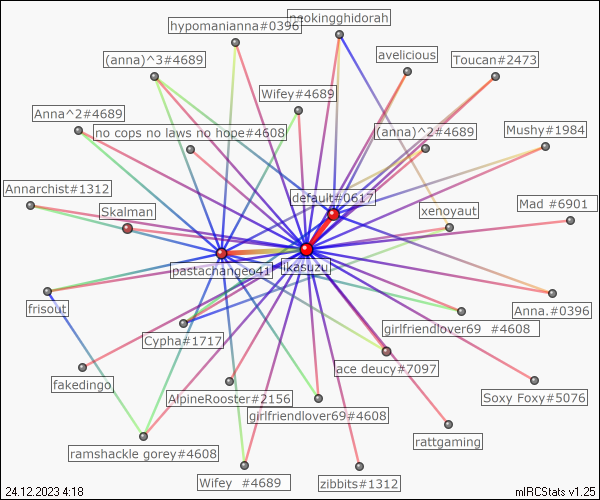 neokingghidorah
hypomanianna#0396
avelicious
(anna)^3#4689
Toucan#2473
Wifey#4689
Anna^2#4689
no cops no laws no hope#4608
(anna)^2#4689
Mushy#1984
Annarchist#1312
default#0617
Mad #6901
Skalman
xenoyaut
pastachangeo41
ikasuzu
frisout
Anna.#0396
girlfriendlover69 #4608
Cypha#1717
ace deucy#7097
fakedingo
AlpineRooster#2156
Soxy Foxy#5076
girlfriendlover69#4608
rattgaming
ramshackle gorey#4608
Wifey #4689
zibbits#1312
24.12.2023 4:18
mIRCStats v1.25